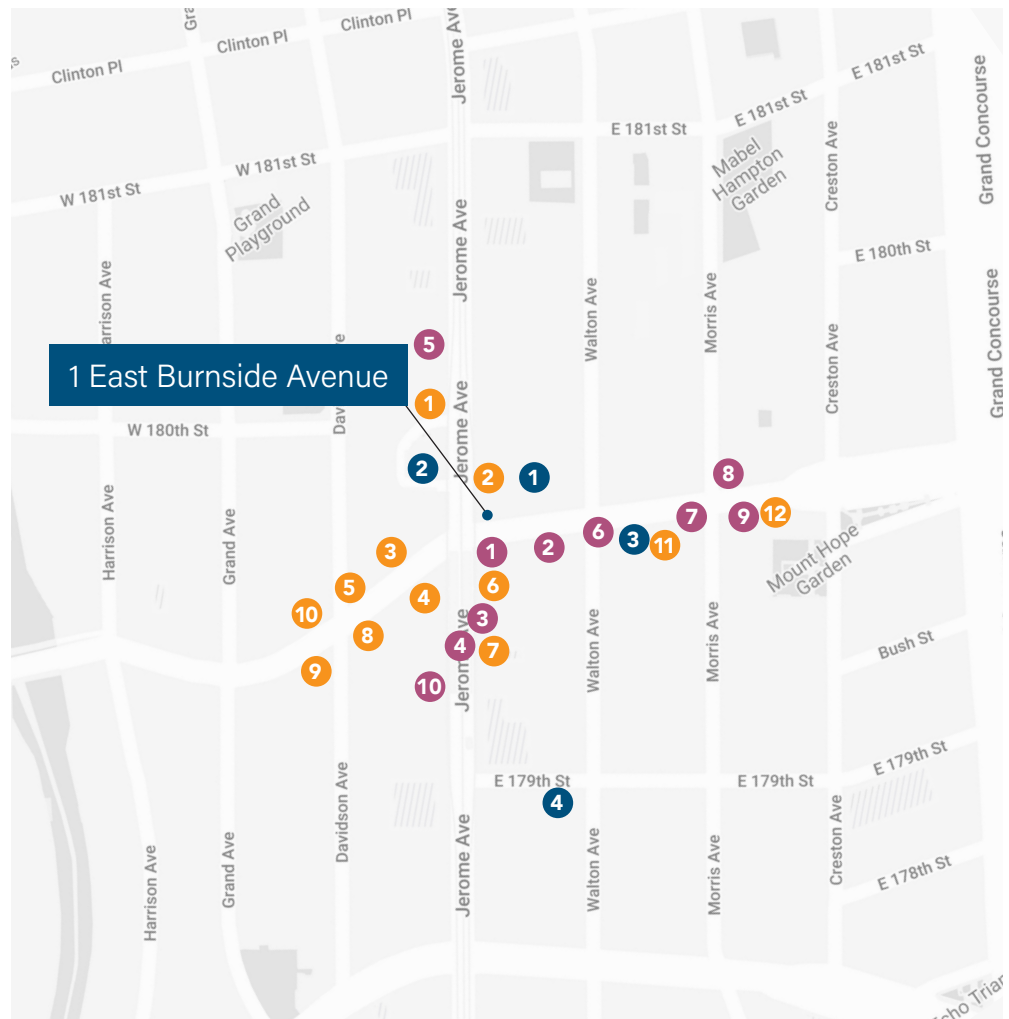 Clinton Pl
Clinton Pl
Clinton Pl
Jerome Ave
E 181st St
E 181st St
E 181st St
W 181st St
W 181st St
Grand Concourse
Mabel
Hampton
Garden
Creston Ave
Grand
Playground
Jerome Ave
E 180th St
Walton Ave
Morris Ave
Grand Concourse
Creston Ave
5
1 East Burnside Avenue
1
Jerome Ave
W 180th St
2
2
1
8
Harrison Ave
Grand Ave
3
1
2
6
3
11
7
9
12
Mount Hope
Garden
5
4
6
10
3
8
4
7
9
10
Jerome Ave
Walton Ave
Morris Ave
Bush St
E 179th St
E 179th St
E 179th St
4
Davidson Ave
Grand Ave
Harrison Ave
Jerome Ave
Walton Ave
Morris Ave
Creston Ave
E 178th St